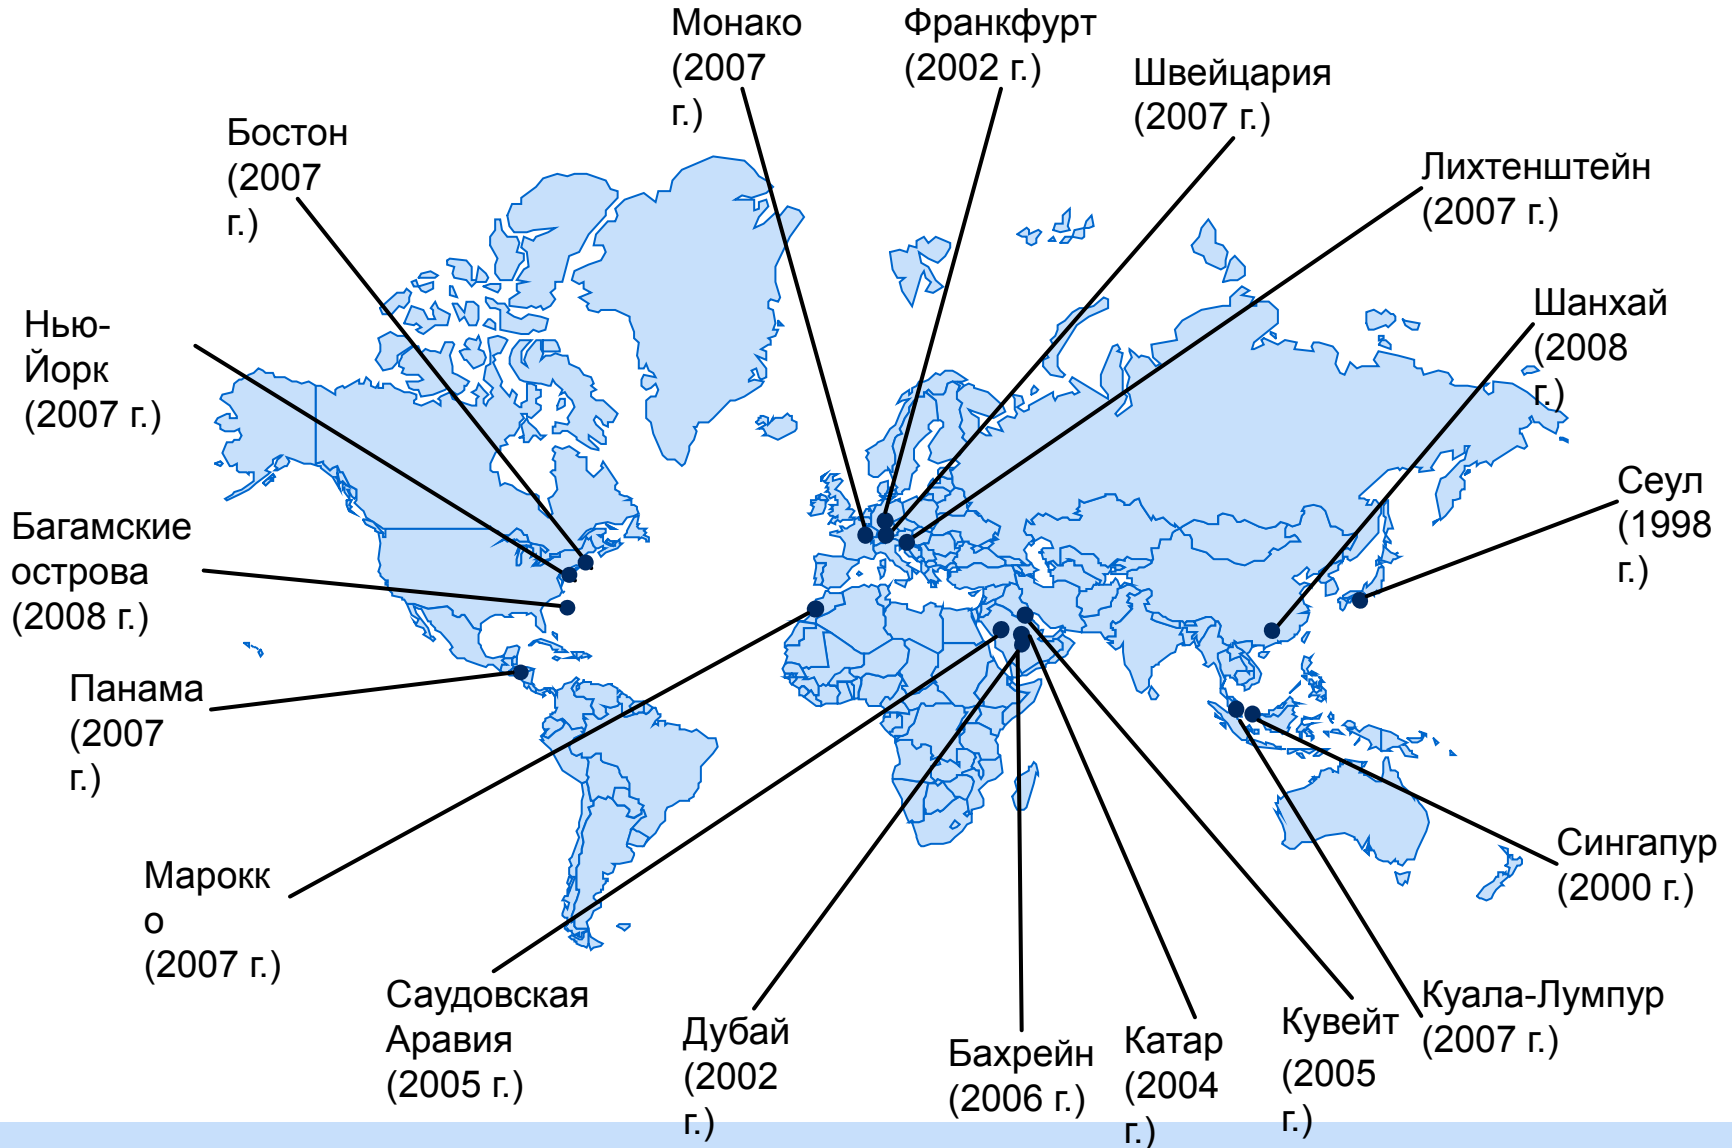 Монако
(2007
г.)
Франкфурт
(2002 г.)
Швейцария
(2007 г.)
Бостон
(2007
г.)
Лихтенштейн
(2007 г.)
Нью-
Йорк
(2007 г.)
Шанхай
(2008
г.)
Сеул
(1998
г.)
Багамские
острова
(2008 г.)
Панама
(2007
г.)
Марокк
о
(2007 г.)
Сингапур
(2000 г.)
Саудовская
Аравия
(2005 г.)
Дубай
(2002
г.)
Бахрейн
(2006 г.)
Катар
(2004
г.)
Кувейт
(2005
г.)
Куала-Лумпур
(2007 г.)